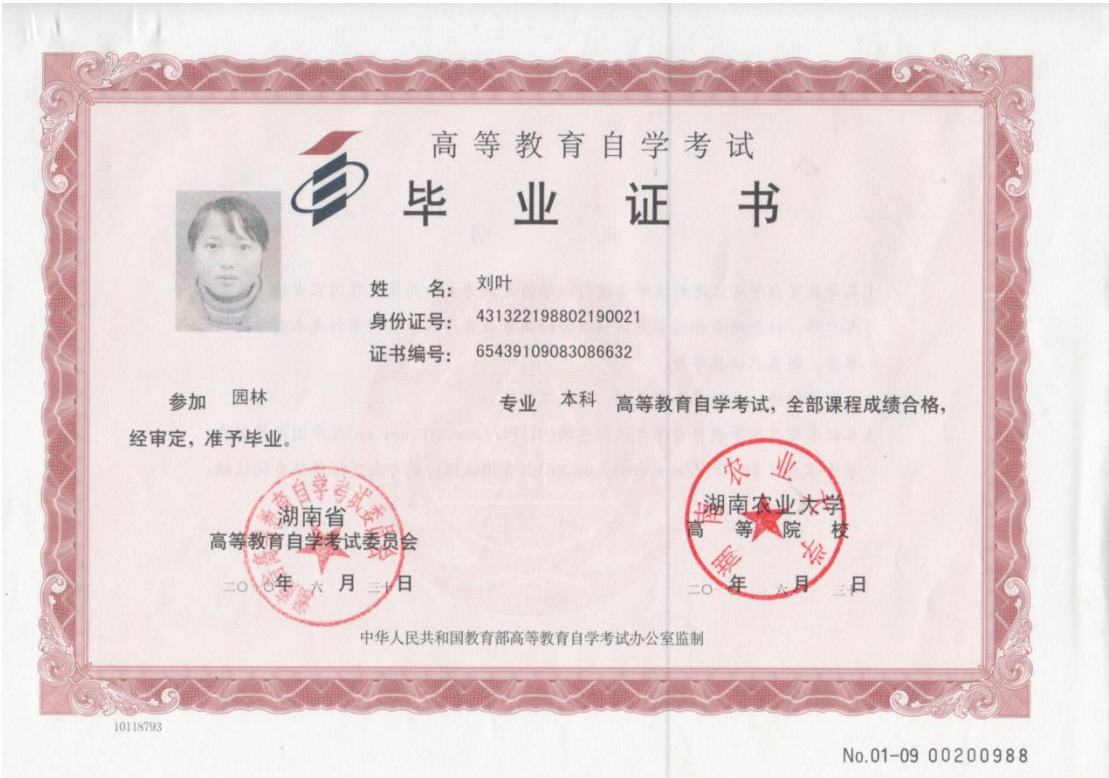 高等教育自学考试
毕业证书
姓 名: 刘叶
身份证号: 431322198802190021
证书编号: 65439109083086632
参加 园林 专业 本科 高等教育自学考试, 全部课程成绩合格,
经审定, 准予毕业。
湖南省
高等教育自学考试委员会
湖南农业大学
高等院校
二〇一〇年 六 月 三十日
二〇 年 六月 三十日
湖南农业大学
中华人民共和国教育部高等教育自学考试办公室监制
10118793
No.01-09 00200988